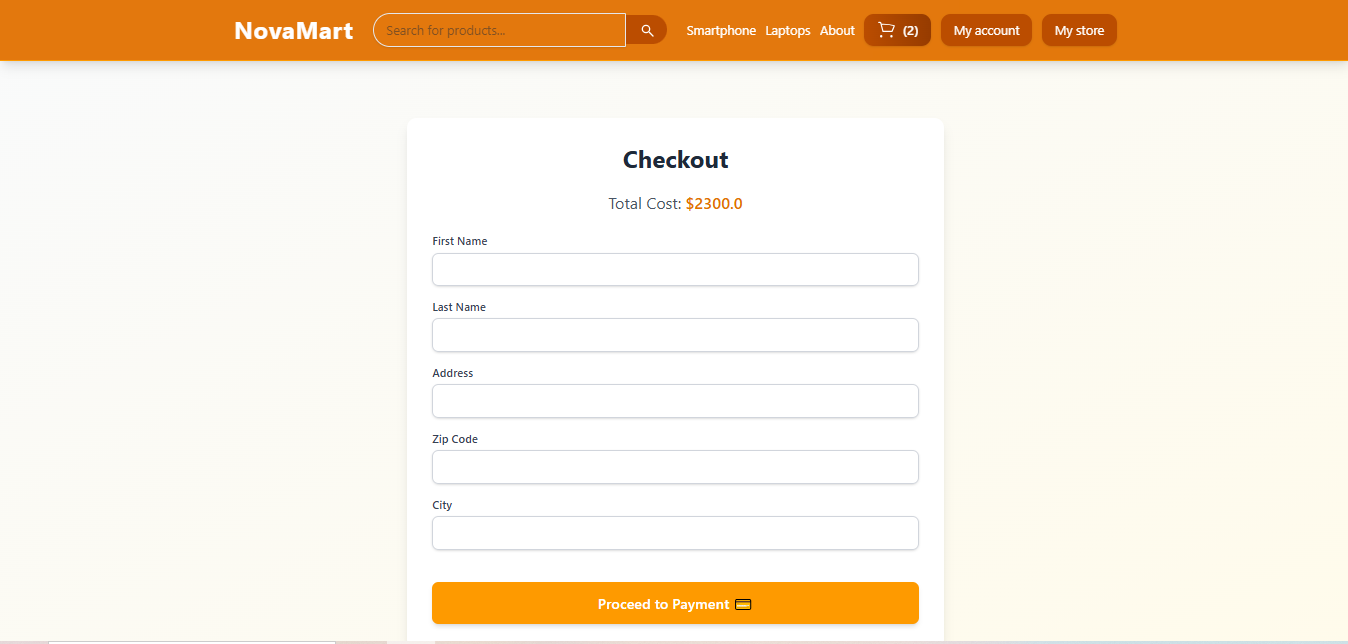 NovaMart
Search for products...
Smartphone Laptops About (2) My account My store
Checkout
Total Cost: $2300.0
First Name
Last Name
Address
Zip Code
City
Proceed to Payment 💳